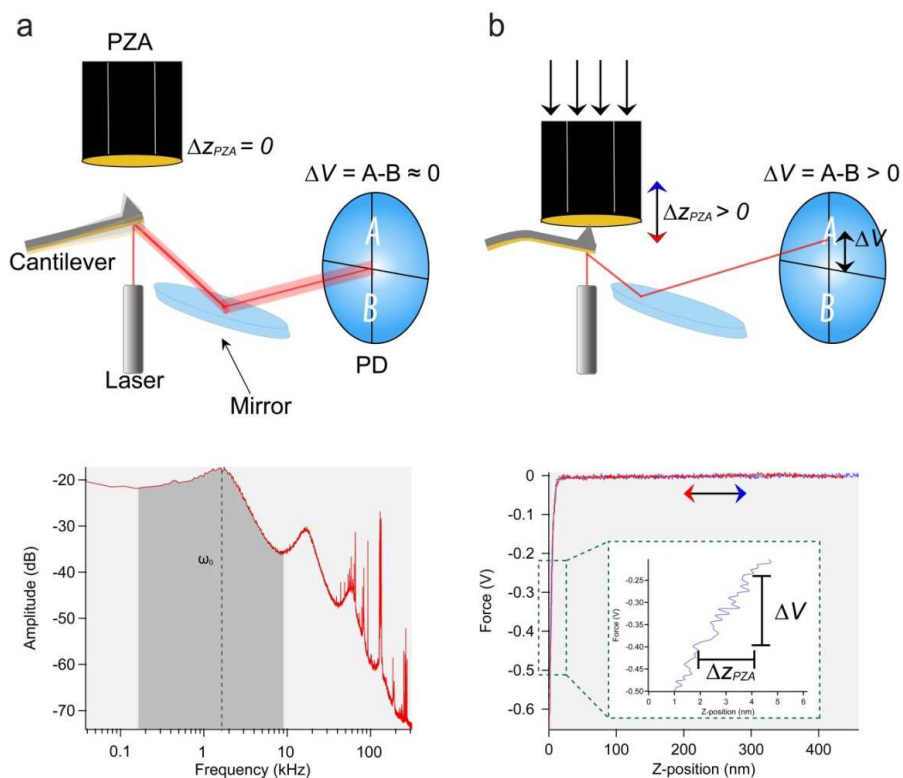 a
PZA
Δz_PZA = 0
ΔV = A-B ≈ 0
A
B
Cantilever
Laser
Mirror
PD
b
Δz_PZA > 0
ΔV = A-B > 0
A
ΔV
B
-20
-30
-40
-50
-60
-70
Amplitude (dB)
ω₀
0.1
1
10
100
Frequency (kHz)
0
-0.1
-0.2
-0.3
-0.4
-0.5
-0.6
Force (V)
-0.25
-0.30
-0.35
-0.40
-0.45
-0.50
Force (V)
ΔV
Δz_PZA
0
1
2
3
4
5
Z-position (nm)
0
100
200
300
400
Z-position (nm)